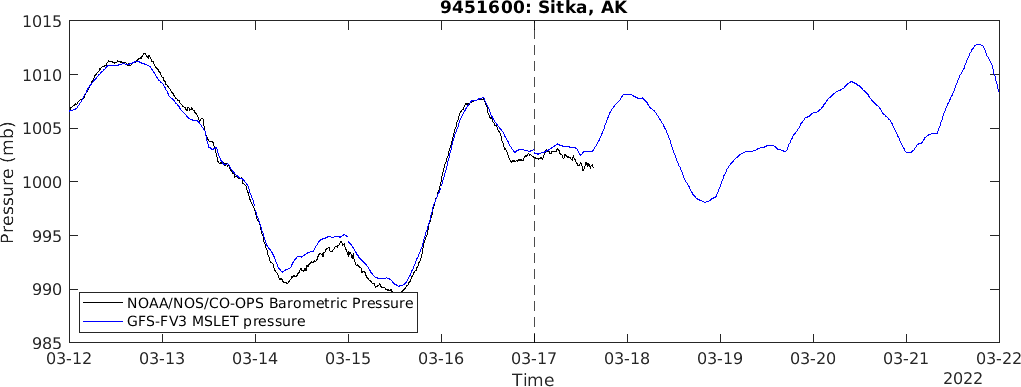 9451600: Sitka, AK
Pressure (mb)
1015
1010
1005
1000
995
990
985
NOAA/NOS/CO-OPS Barometric Pressure
GFS-FV3 MSLET pressure
03-12 03-13 03-14 03-15 03-16 03-17 03-18 03-19 03-20 03-21 03-22
Time
2022